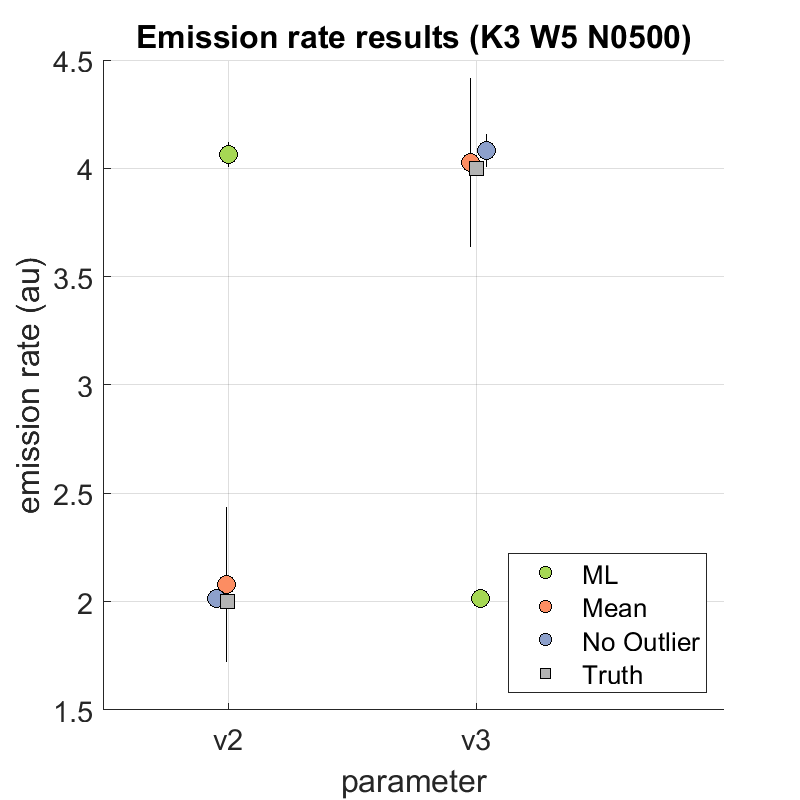 Emission rate results (K3 W5 N0500)
4.5
4
3.5
3
2.5
2
1.5
emission rate (au)
v2
v3
parameter
ML
Mean
No Outlier
Truth